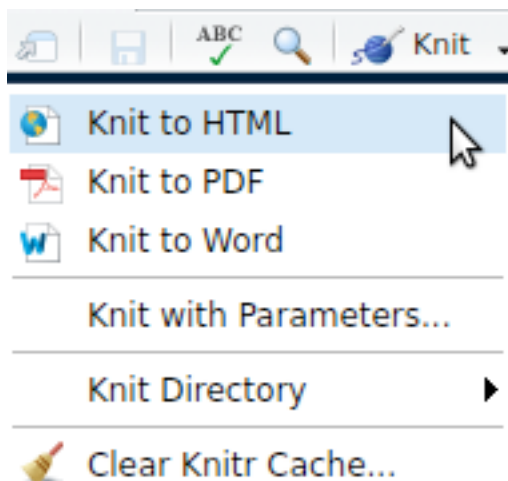 ABC Knit
Knit to HTML
Knit to PDF
Knit to Word
Knit with Parameters...
Knit Directory
Clear Knitr Cache...